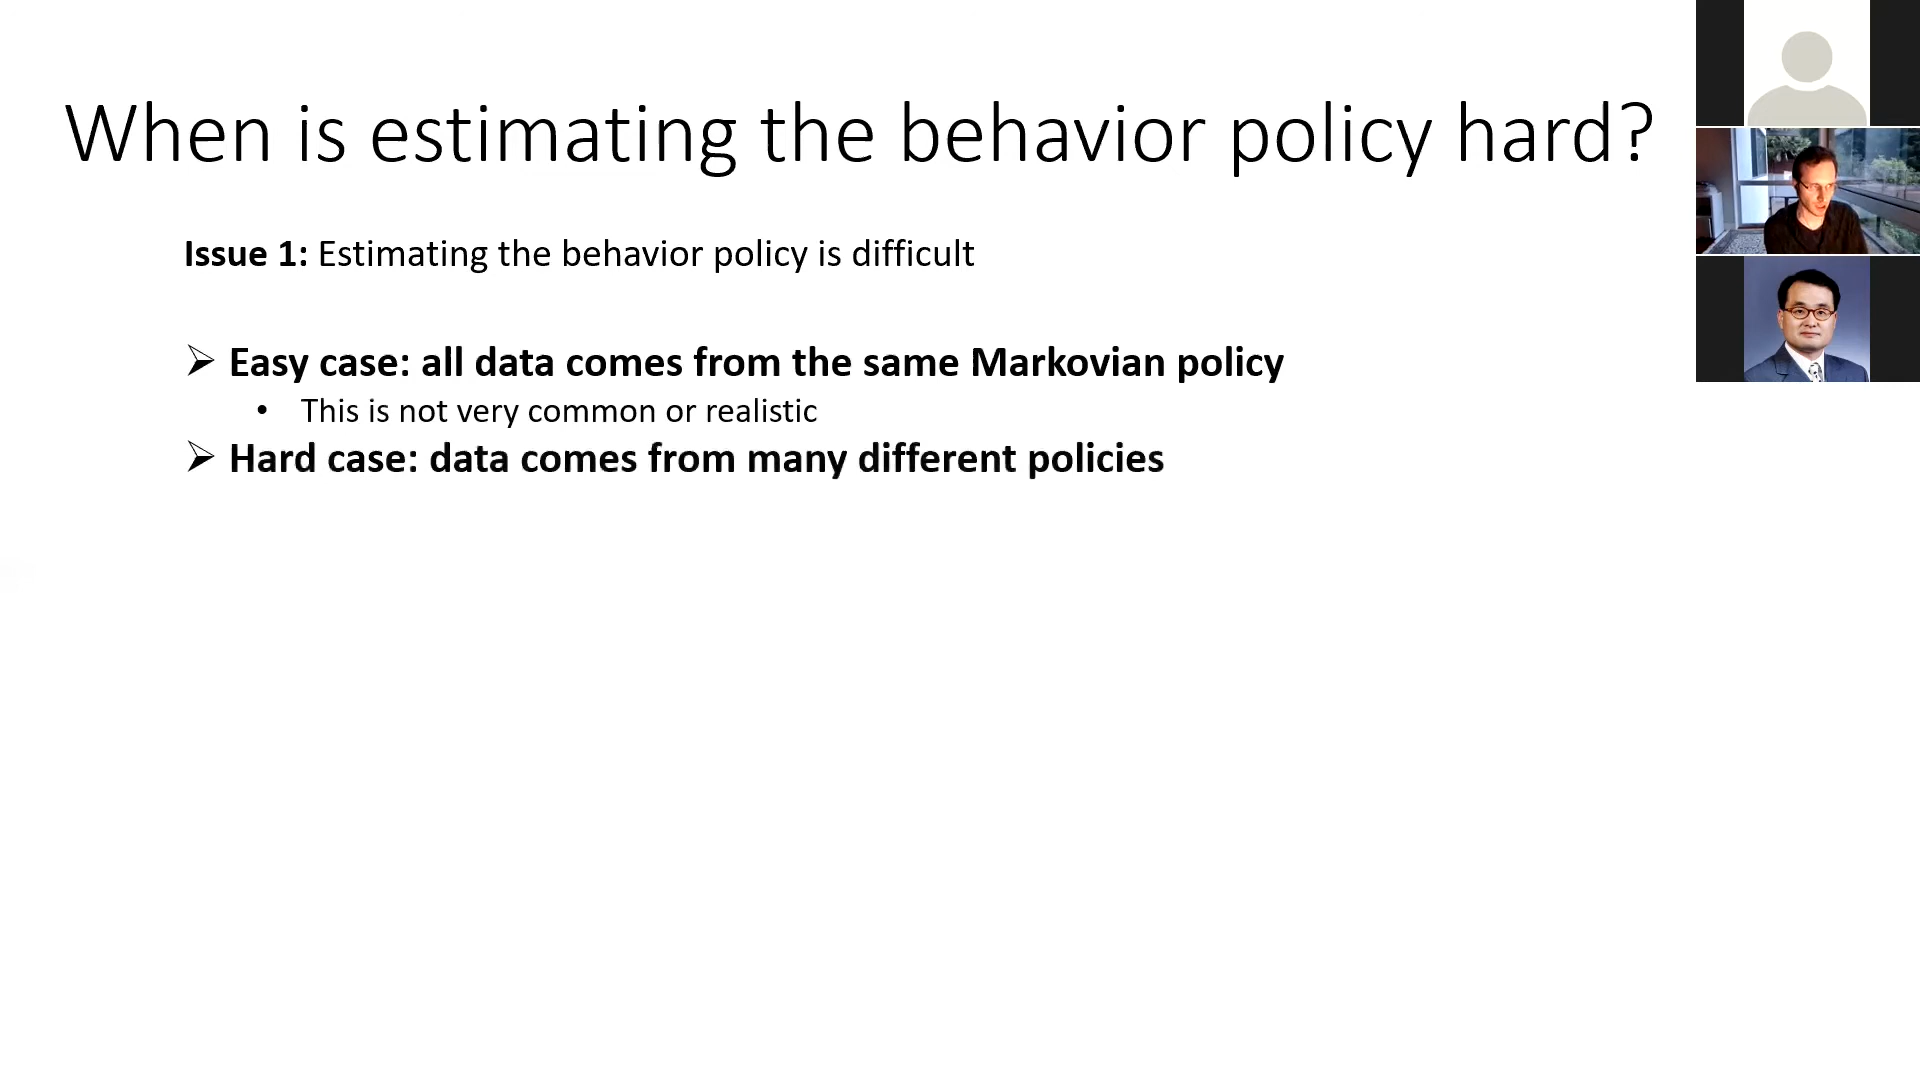 When is estimating the behavior policy hard?
Issue 1: Estimating the behavior policy is difficult
➢ Easy case: all data comes from the same Markovian policy
• This is not very common or realistic
➢ Hard case: data comes from many different policies